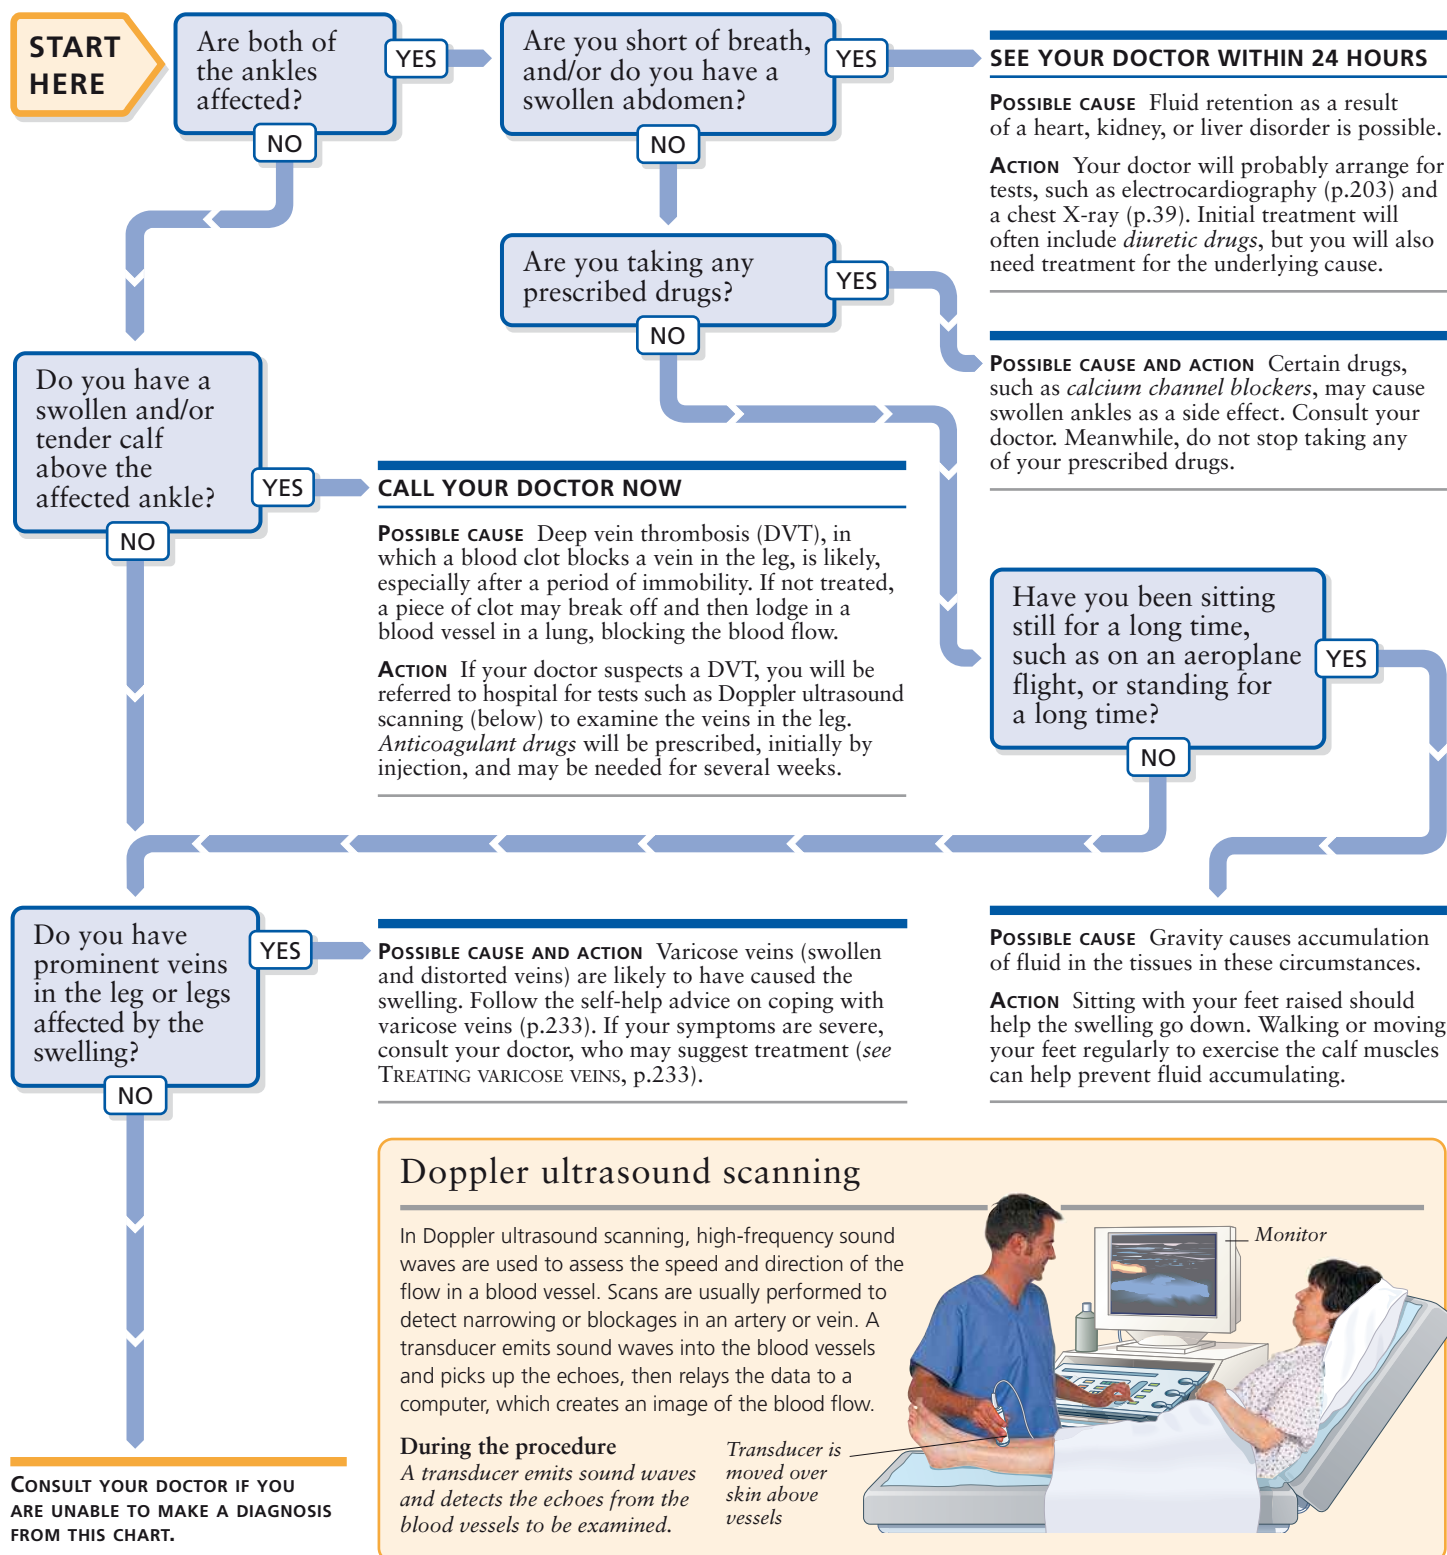 START
HERE
Are both of
the ankles
affected?
YES
NO
Are you short of breath,
and/or do you have a
swollen abdomen?
YES
NO
SEE YOUR DOCTOR WITHIN 24 HOURS
POSSIBLE CAUSE Fluid retention as a result
of a heart, kidney, or liver disorder is possible.
ACTION Your doctor will probably arrange for
tests, such as electrocardiography (p.203) and
a chest X-ray (p.39). Initial treatment will
often include diuretic drugs, but you will also
need treatment for the underlying cause.
Are you taking any
prescribed drugs?
YES
NO
POSSIBLE CAUSE AND ACTION Certain drugs,
such as calcium channel blockers, may cause
swollen ankles as a side effect. Consult your
doctor. Meanwhile, do not stop taking any
of your prescribed drugs.
Do you have a
swollen and/or
tender calf
above the
affected ankle?
YES
NO
CALL YOUR DOCTOR NOW
POSSIBLE CAUSE Deep vein thrombosis (DVT), in
which a blood clot blocks a vein in the leg, is likely,
especially after a period of immobility. If not treated,
a piece of clot may break off and then lodge in a
blood vessel in a lung, blocking the blood flow.
ACTION If your doctor suspects a DVT, you will be
referred to hospital for tests such as Doppler ultrasound
scanning (below) to examine the veins in the leg.
Anticoagulant drugs will be prescribed, initially by
injection, and may be needed for several weeks.
Have you been sitting
still for a long time,
such as on an aeroplane
flight, or standing for
a long time?
YES
NO
Do you have
prominent veins
in the leg or legs
affected by the
swelling?
YES
NO
POSSIBLE CAUSE AND ACTION Varicose veins (swollen
and distorted veins) are likely to have caused the
swelling. Follow the self-help advice on coping with
varicose veins (p.233). If your symptoms are severe,
consult your doctor, who may suggest treatment (see
TREATING VARICOSE VEINS, p.233).
POSSIBLE CAUSE Gravity causes accumulation
of fluid in the tissues in these circumstances.
ACTION Sitting with your feet raised should
help the swelling go down. Walking or moving
your feet regularly to exercise the calf muscles
can help prevent fluid accumulating.
Doppler ultrasound scanning
In Doppler ultrasound scanning, high-frequency sound
waves are used to assess the speed and direction of the
flow in a blood vessel. Scans are usually performed to
detect narrowing or blockages in an artery or vein. A
transducer emits sound waves into the blood vessels
and picks up the echoes, then relays the data to a
computer, which creates an image of the blood flow.
During the procedure
A transducer emits sound waves
and detects the echoes from the
blood vessels to be examined.
Transducer is
moved over
skin above
vessels
Monitor
CONSULT YOUR DOCTOR IF YOU
ARE UNABLE TO MAKE A DIAGNOSIS
FROM THIS CHART.